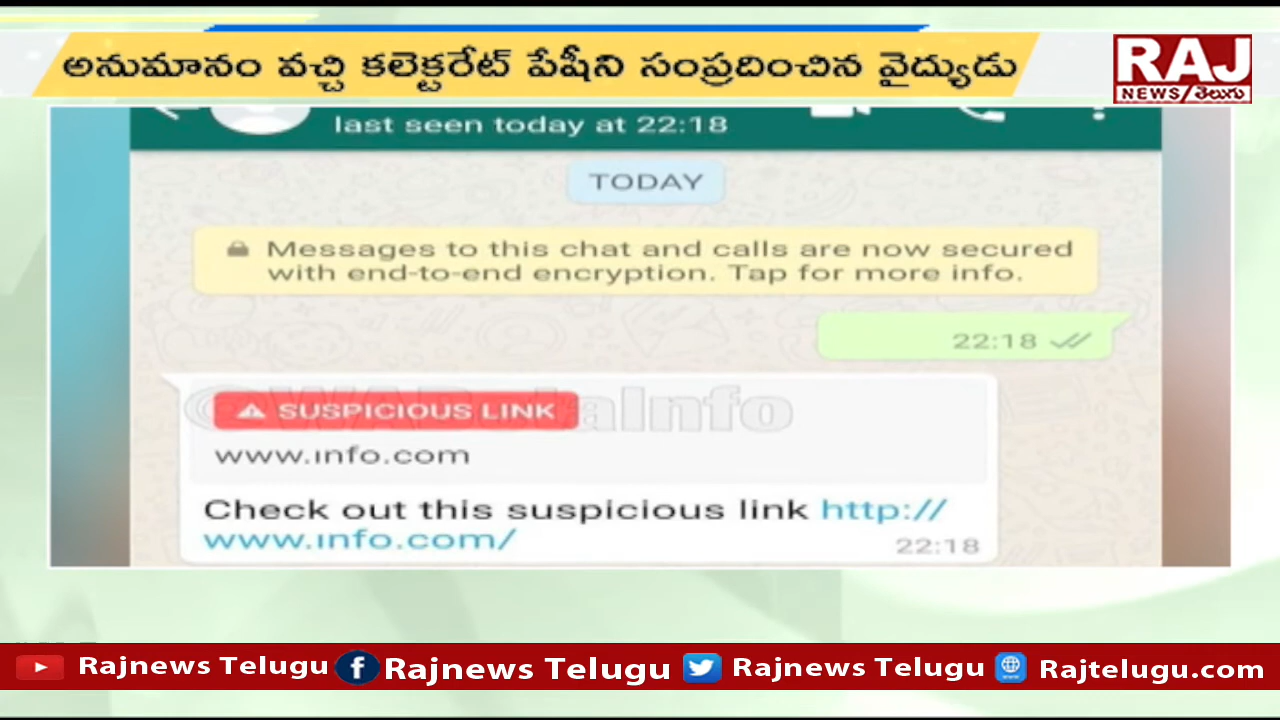 అనుమానం వచ్చి కలెక్టరేట్ పేషీని సంప్రదించిన వైద్యుడు
RAJ
NEWS తెలుగు
last seen today at 22:18
TODAY
Messages to this chat and calls are now secured
with end-to-end encryption. Tap for more info.
22:18
SUSPICIOUS LINK
www.ınfo.com
Check out this suspicious link http://
www.ınfo.com/
22:18
Rajnews Telugu Rajnews Telugu Rajnews Telugu Rajtelugu.com